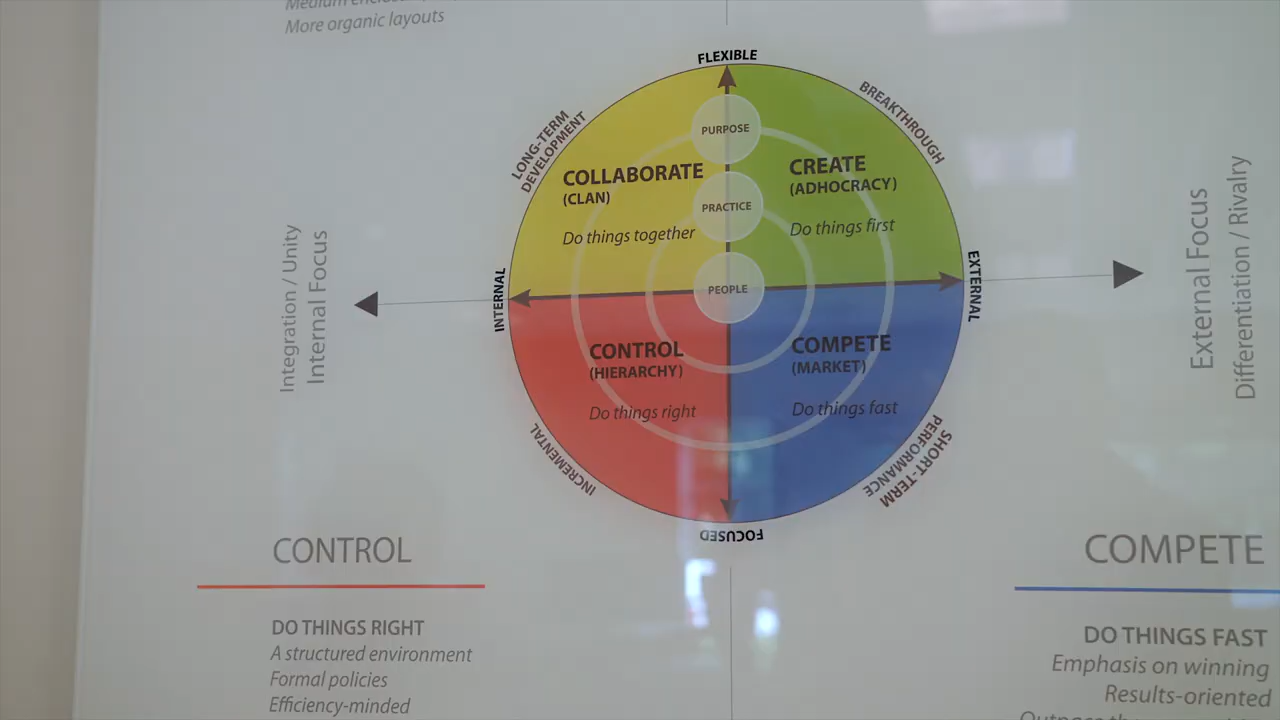 Medium
More organic layouts
FLEXIBLE
LONG-TERM
DEVELOPMENT
BREAKTHROUGH
PURPOSE
COLLABORATE
(CLAN)
Do things together
CREATE
(ADHOCRACY)
Do things first
PRACTICE
INTERNAL
EXTERNAL
PEOPLE
Integration / Unity
Internal Focus
External Focus
Differentiation / Rivalry
CONTROL
(HIERARCHY)
Do things right
COMPETE
(MARKET)
Do things fast
INCREMENTAL
SHORT-TERM
PERFORMANCE
FOCUSED
CONTROL
DO THINGS RIGHT
A structured environment
Formal policies
Efficiency-minded
COMPETE
DO THINGS FAST
Emphasis on winning
Results-oriented